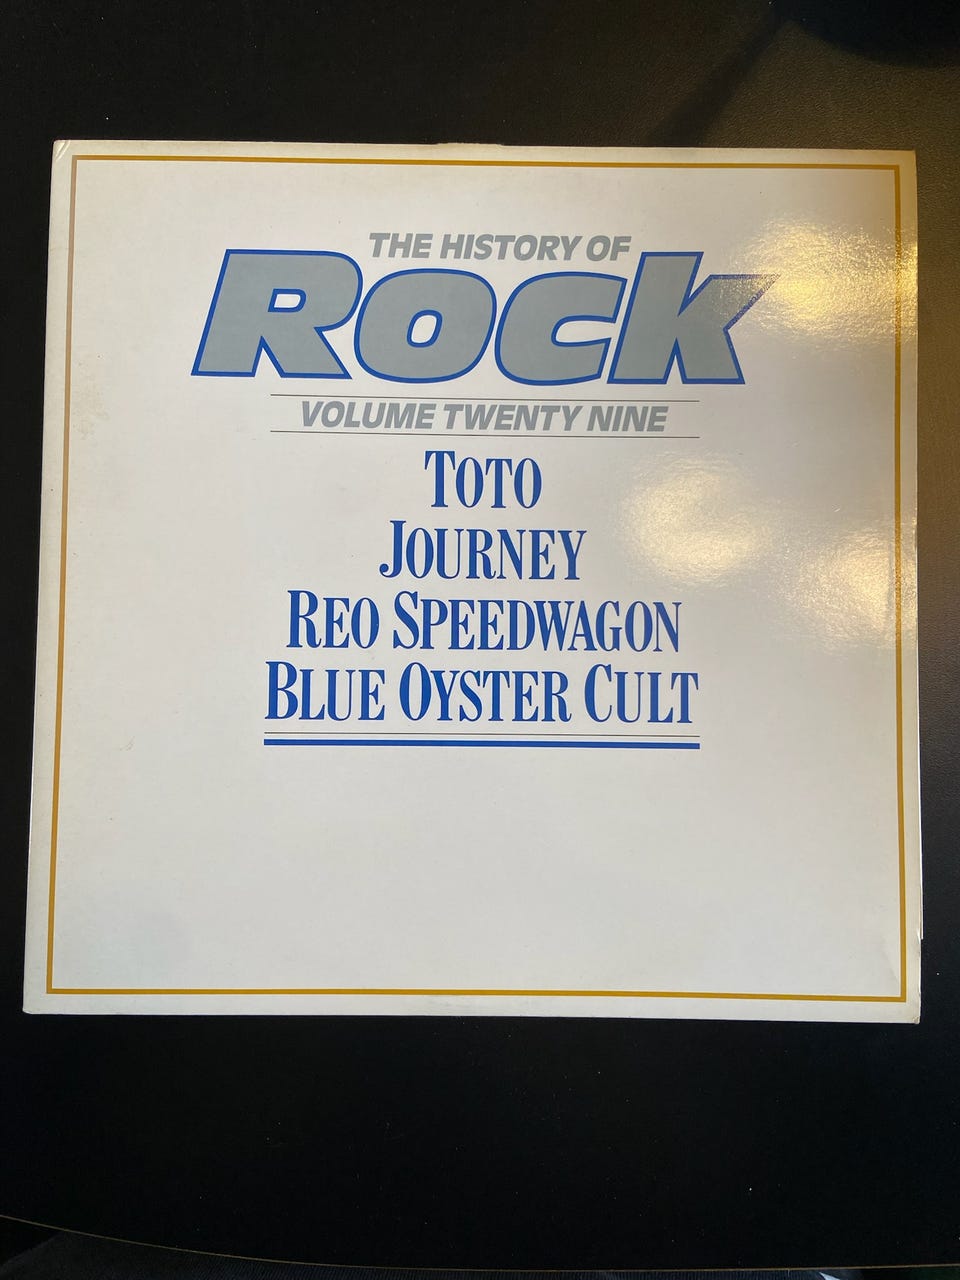 THE HISTORY OF
ROCK
VOLUME TWENTY NINE
TOTO
JOURNEY
REO SPEEDWAGON
BLUE OYSTER CULT